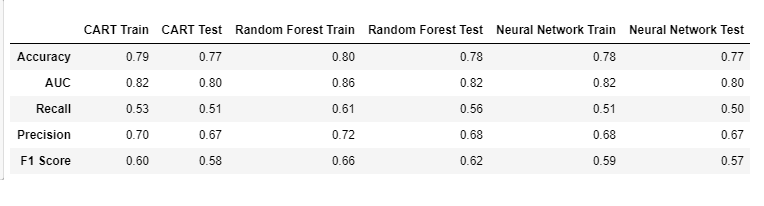 CART Train CART Test Random Forest Train Random Forest Test Neural Network Train Neural Network Test
Accuracy 0.79 0.77 0.80 0.78 0.78 0.77
AUC 0.82 0.80 0.86 0.82 0.82 0.80
Recall 0.53 0.51 0.61 0.56 0.51 0.50
Precision 0.70 0.67 0.72 0.68 0.68 0.67
F1 Score 0.60 0.58 0.66 0.62 0.59 0.57